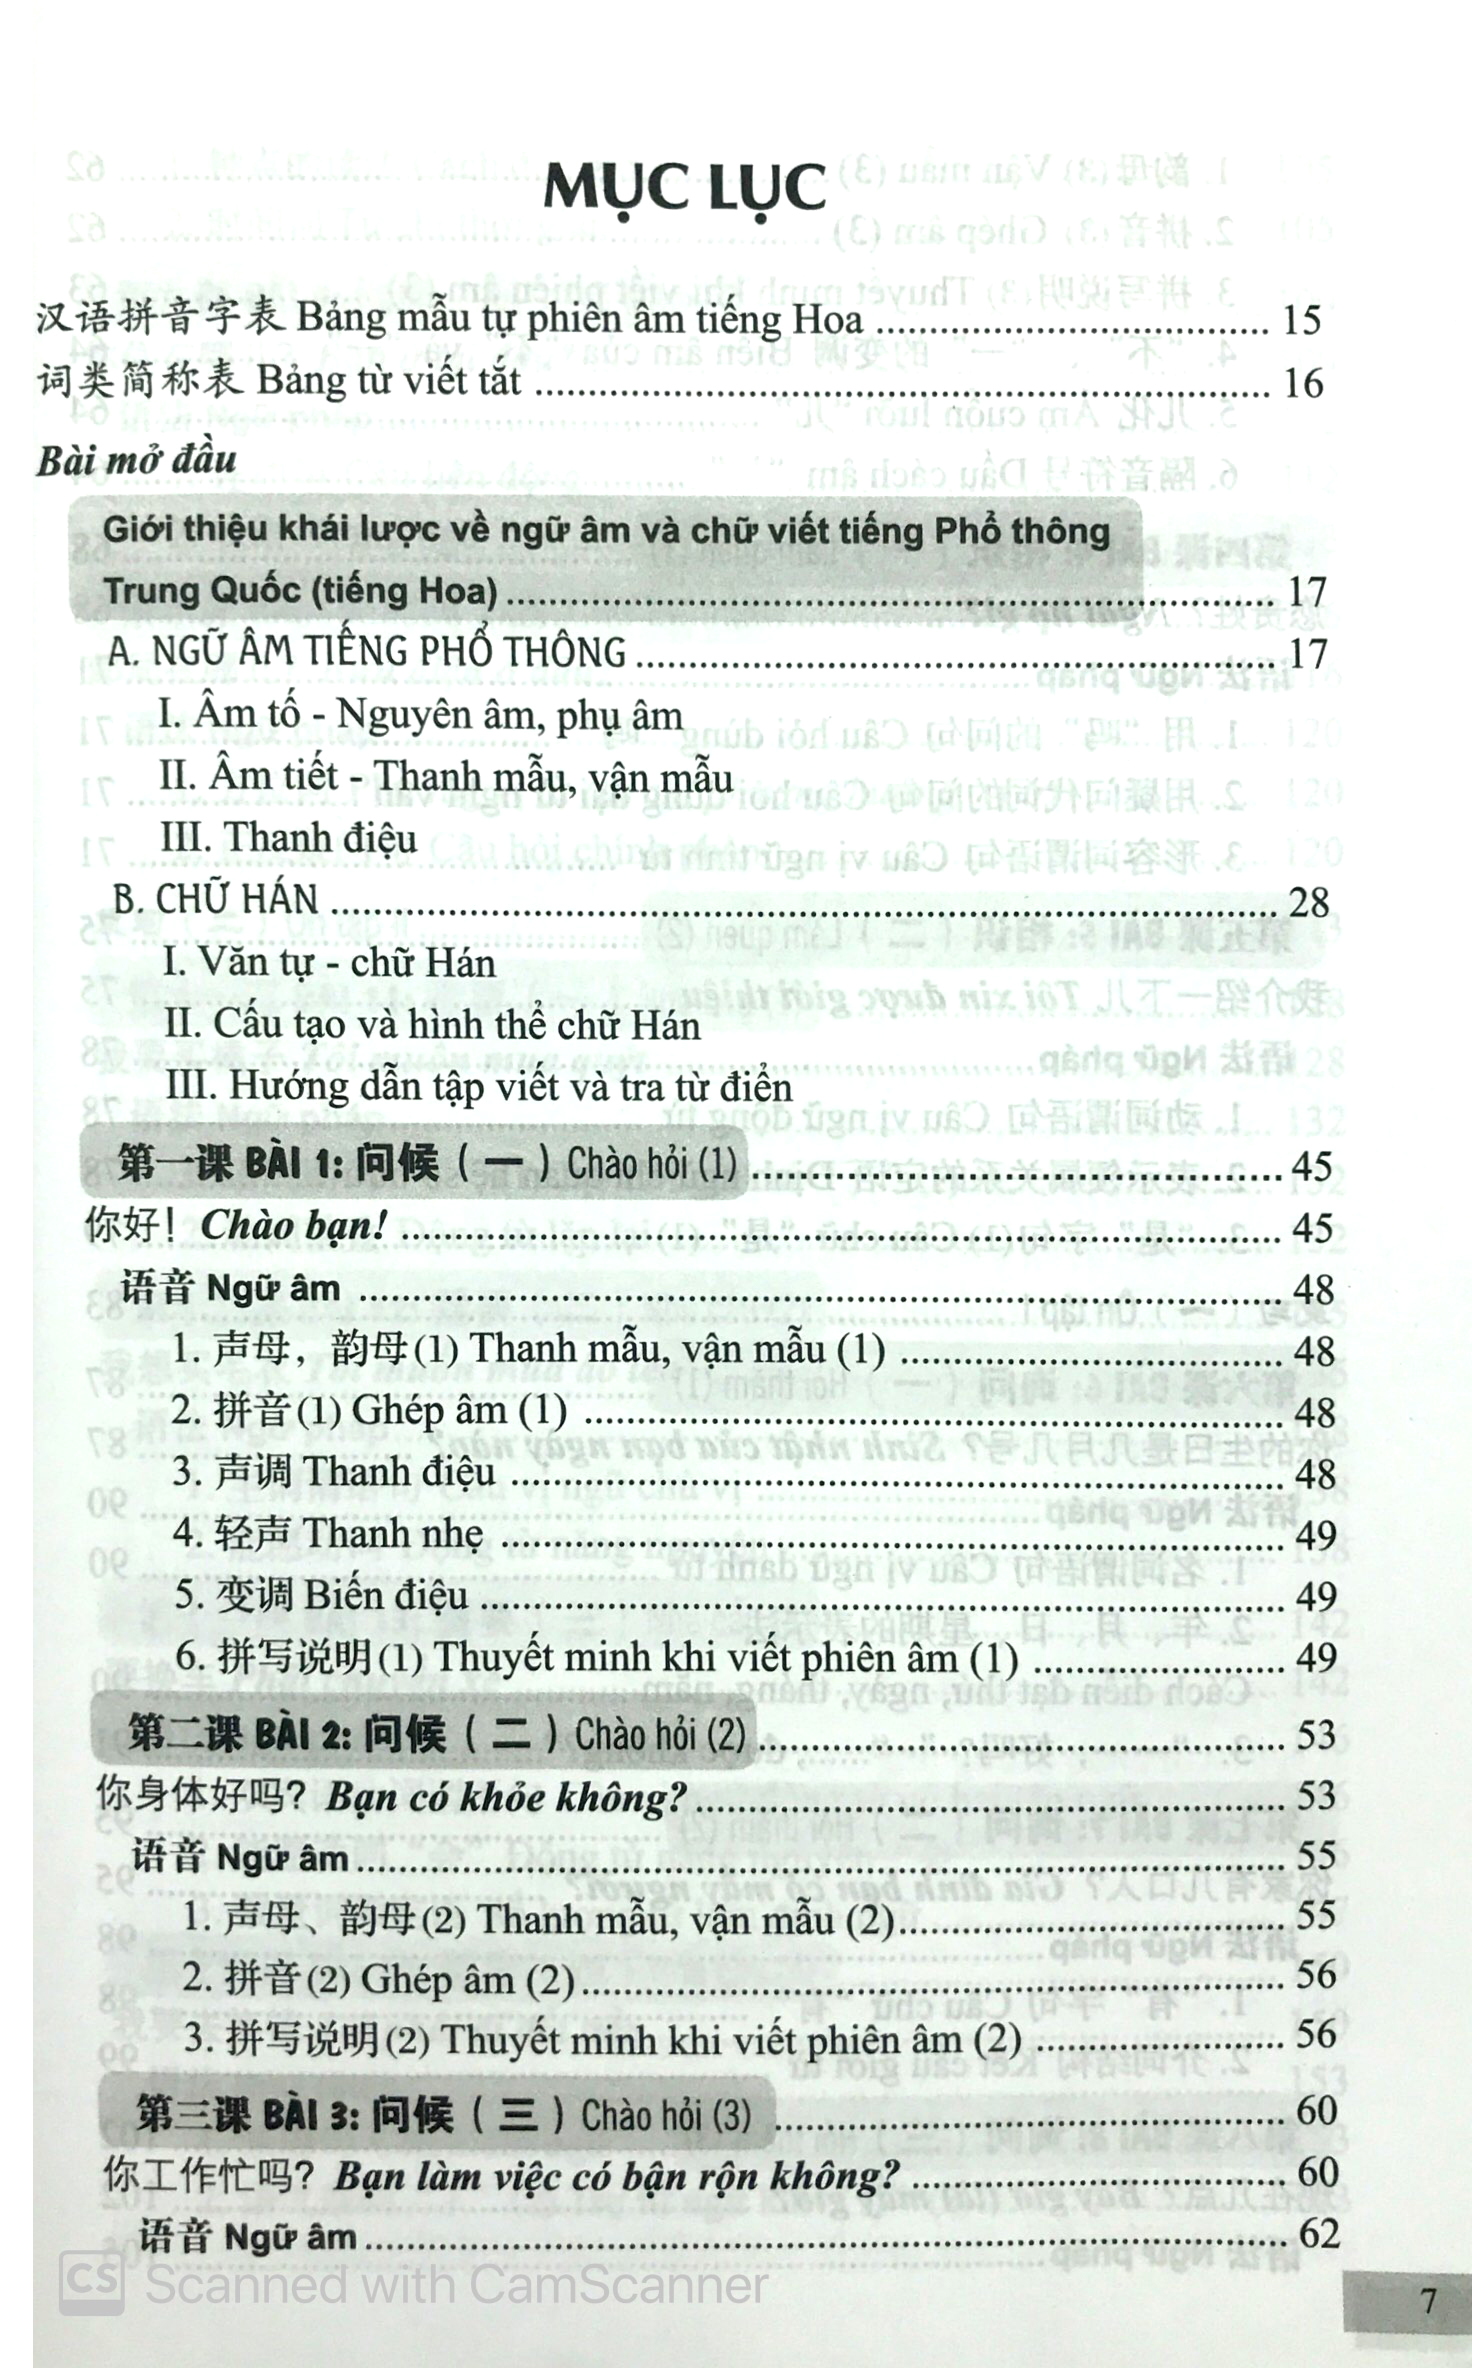 MỤC LỤC
汉语拼音字表 Bảng mẫu tự phiên âm tiếng Hoa ..................................... 15
词类简称表 Bảng từ viết tắt ..................................................................... 16
Bài mở đầu
Giới thiệu khái lược về ngữ âm và chữ viết tiếng Phổ thông
Trung Quốc (tiếng Hoa) ........................................................................ 17
A. NGỮ ÂM TIẾNG PHỔ THÔNG ............................................................ 17
I. Âm tố - Nguyên âm, phụ âm
II. Âm tiết - Thanh mẫu, vận mẫu
III. Thanh điệu
B. CHỮ HÁN ......................................................................................... 28
I. Văn tự - chữ Hán
II. Cấu tạo và hình thể chữ Hán
III. Hướng dẫn tập viết và tra từ điển
第一课 BÀI 1: 问候（一）Chào hỏi (1) .................................................. 45
你好！ Chào bạn! ................................................................................... 45
语音 Ngữ âm ....................................................................................... 48
1. 声母，韵母(1) Thanh mẫu, vận mẫu (1) .................................... 48
2. 拼音(1) Ghép âm (1) .................................................................. 48
3. 声调 Thanh điệu ......................................................................... 48
4. 轻声 Thanh nhẹ .......................................................................... 49
5. 变调 Biến điệu ............................................................................ 49
6. 拼写说明(1) Thuyết minh khi viết phiên âm (1) ........................ 49
第二课 BÀI 2: 问候（二）Chào hỏi (2) .................................................. 53
你身体好吗？ Bạn có khỏe không? ........................................................ 53
语音 Ngữ âm ....................................................................................... 55
1. 声母、韵母(2) Thanh mẫu, vận mẫu (2) .................................... 55
2. 拼音(2) Ghép âm (2) .................................................................. 56
3. 拼写说明(2) Thuyết minh khi viết phiên âm (2) ........................ 56
第三课 BÀI 3: 问候（三）Chào hỏi (3) .................................................. 60
你工作忙吗？ Bạn làm việc có bận rộn không? ..................................... 60
语音 Ngữ âm ....................................................................................... 62
CS Scanned with CamScanner
7